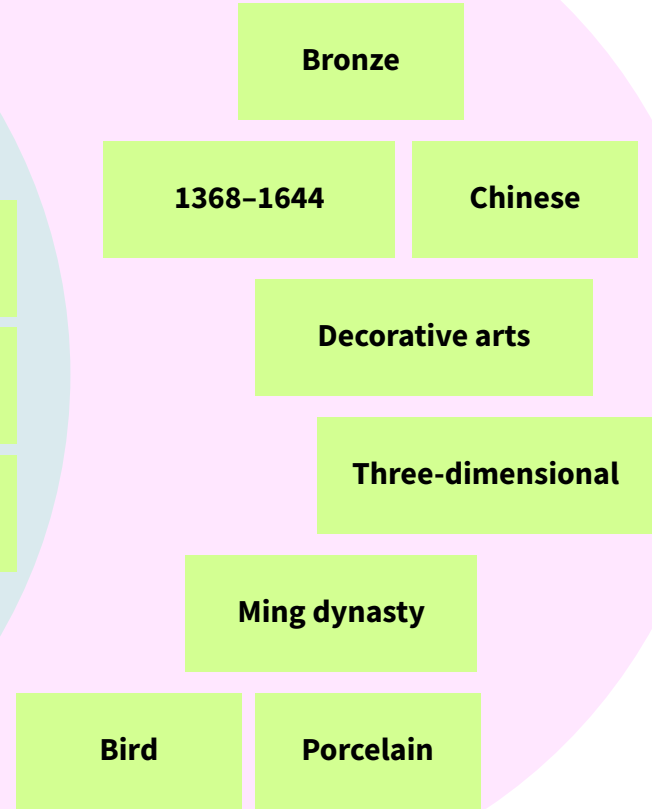 Bronze
1368–1644
Chinese
Decorative arts
Three-dimensional
Ming dynasty
Bird
Porcelain